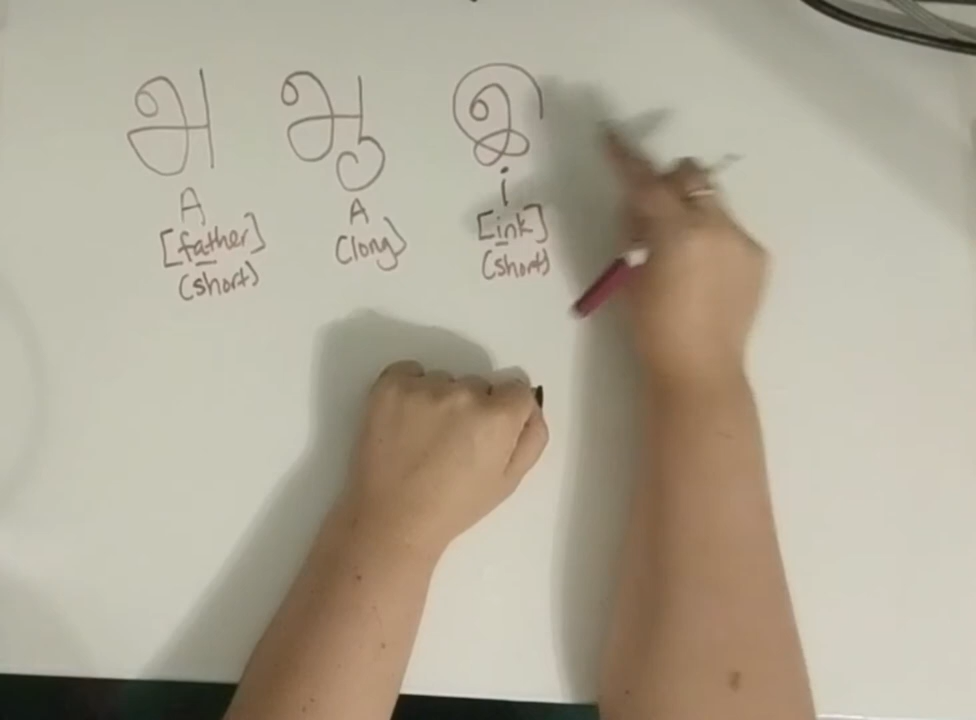 அ ஆ இ
A A i
[father] (long) [ink]
(short) (short)